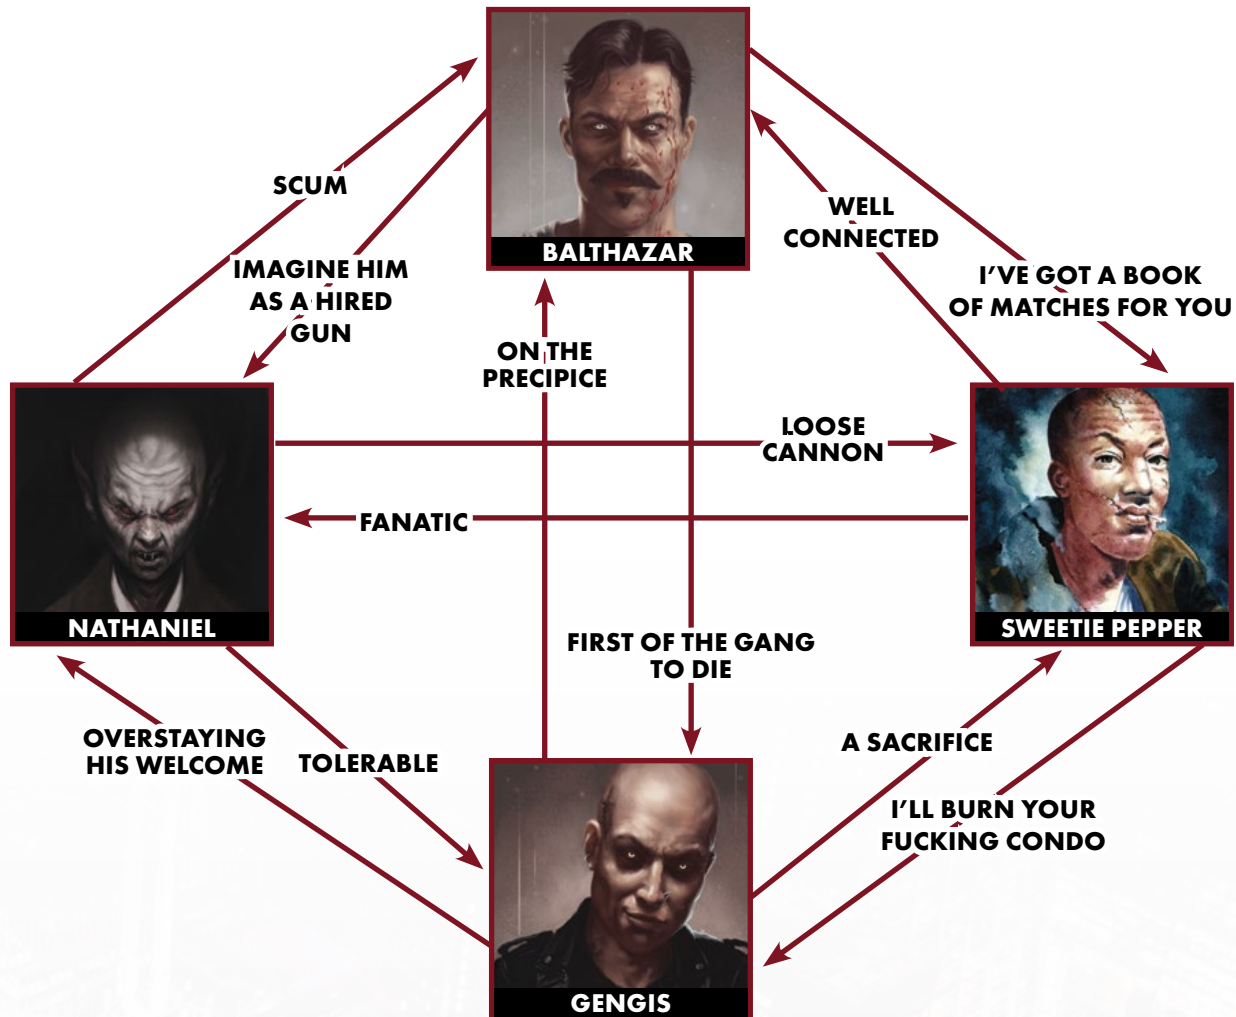 SCUM
BALTHAZAR
WELL
CONNECTED
IMAGINE HIM
AS A HIRED
GUN
I'VE GOT A BOOK
OF MATCHES FOR YOU
ON THE
PRECIPICE
LOOSE
CANNON
FANATIC
NATHANIEL
SWEETIE PEPPER
FIRST OF THE GANG
TO DIE
OVERSTAYING
HIS WELCOME
TOLERABLE
A SACRIFICE
I'LL BURN YOUR
FUCKING CONDO
GENGIS